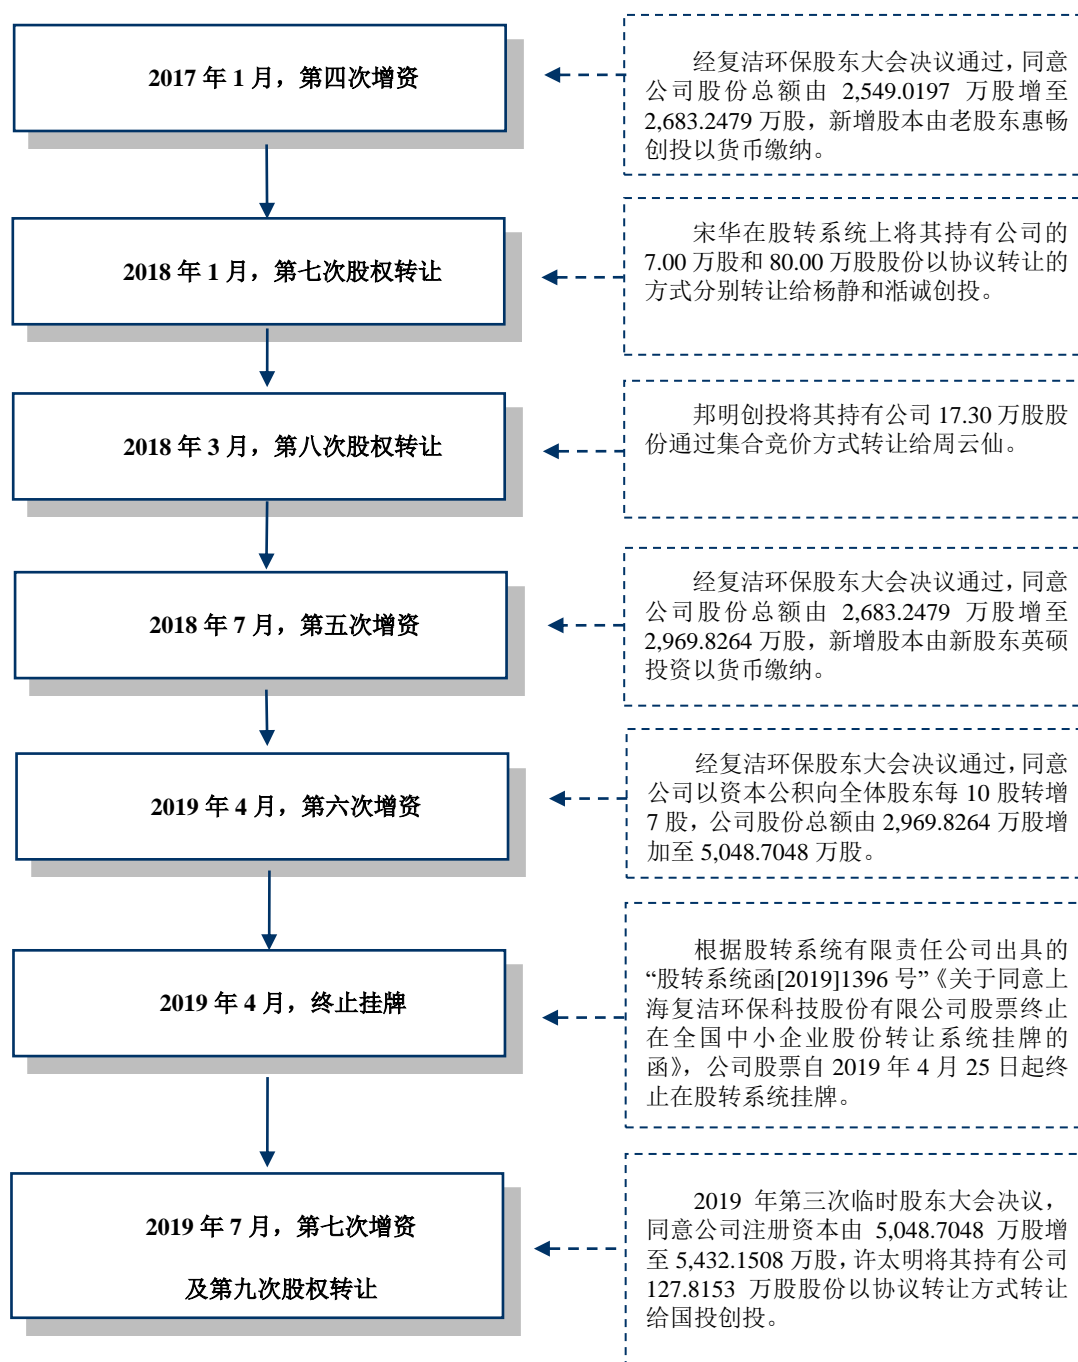 2017 年 1 月，第四次增资
经复洁环保股东大会决议通过，同意
公司股份总额由 2,549.0197 万股增至
2,683.2479 万股，新增股本由老股东惠畅
创投以货币缴纳。
2018 年 1 月，第七次股权转让
宋华在股转系统上将其持有公司的
7.00 万股和 80.00 万股股份以协议转让的
方式分别转让给杨静和湉诚创投。
2018 年 3 月，第八次股权转让
邦明创投将其持有公司 17.30 万股股
份通过集合竞价方式转让给周云仙。
2018 年 7 月，第五次增资
经复洁环保股东大会决议通过，同意
公司股份总额由 2,683.2479 万股增至
2,969.8264 万股，新增股本由新股东英硕
投资以货币缴纳。
2019 年 4 月，第六次增资
经复洁环保股东大会决议通过，同意
公司以资本公积向全体股东每 10 股转增
7 股，公司股份总额由 2,969.8264 万股增
加至 5,048.7048 万股。
2019 年 4 月，终止挂牌
根据股转系统有限责任公司出具的
“股转系统函[2019]1396 号”《关于同意上
海复洁环保科技股份有限公司股票终止
在全国中小企业股份转让系统挂牌的
函》，公司股票自 2019 年 4 月 25 日起终
止在股转系统挂牌。
2019 年 7 月，第七次增资
及第九次股权转让
2019 年第三次临时股东大会决议，
同意公司注册资本由 5,048.7048 万股增
至 5,432.1508 万股，许太明将其持有公司
127.8153 万股股份以协议转让方式转让
给国投创投。